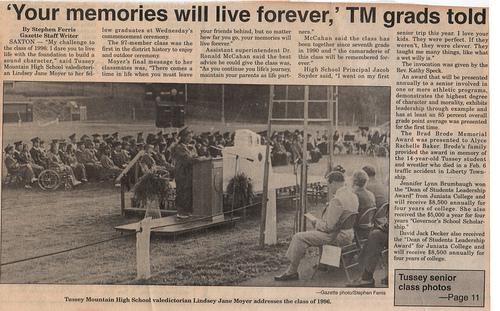 'Your memories will live forever,' TM grads told
By Stephen Ferris
Gazette Staff Writer
SAXTON — "My challenge to
the class of 1996: I dare you to live
life with the foundation to build a
sound character," said Tussey
Mountain High School valedictori-
an Lindsey Jane Moyer to her fel-
low graduates at Wednesday's
commencement ceremony.
The 97-member class was the
first in the district history to enjoy
and outdoor ceremony.
Moyer's final message to her
classmates was, "There comes a
time in life when you must leave
your friends behind, but no matter
how far you go, your memories will
live forever."
Assistant superintendent Dr.
Ronald McCahan said the best
advice he could give the class was,
"As you continue you life's journey,
maintain your parents as life part-
ners."
McCahan said the class has
been together since seventh grade
in 1990 and " the comaraderie of
this class will be remembered for-
ever."
High School Principal Jacob
Snyder said, "I went on my first
senior trip this year. I love your
kids. They were perfect. If they
weren't, they were clever. They
taught me many things, like what
a wet willy is."
The invocation was given by the
Rev. Kathy Speck.
An award that will be presented
annually to a senior involved in
one or more athletic programs,
demonstrates the highest degree
of character and morality, exhibits
leadership through example and
has at least an 85 percent overall
grade point average was presented
for the first time.
The Brad Brode Memorial
Award was presented to Alyce
Rachelle Baker. Brode's family
provided the award in memory of
the 14-year-old Tussey student
and wrestler who died in a Feb. 6
traffic accident in Liberty Town-
ship.
Jennifer Lynn Brumbaugh won
the "Dean of Students Leadership
Award" from Juniata College and
will receive $8,500 annually for
four years of college. She also
received the $5,000 a year for four
years "Governor's School Scholar-
ship."
David Jack Decker also received
the "Dean of Students Leadership
Award" for Juniata College and
will receive $8,500 annually for
four years of college.
—Gazette photo/Stephen Ferris
Tussey Mountain High School valedictorian Lindsey Jane Moyer addresses the class of 1996.
Tussey senior
class photos
—Page 11